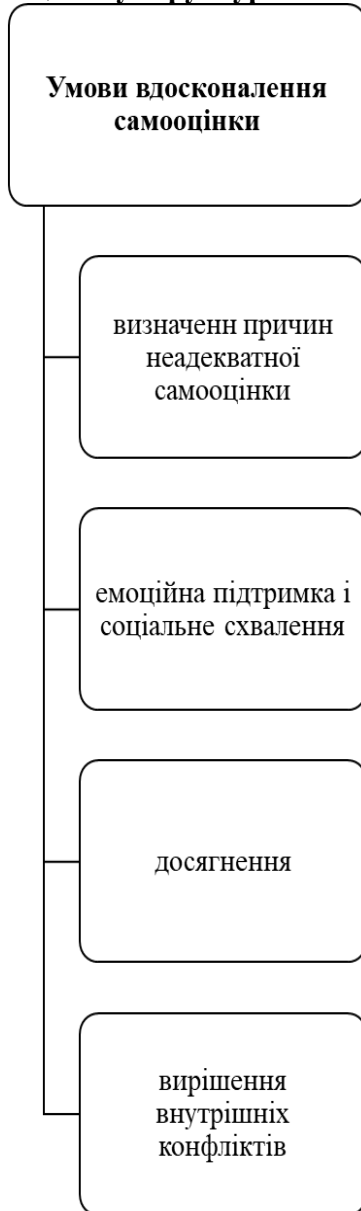 Умови вдосконалення
самооцінки
визначенн причин
неадекватної
самооцінки
емоційна підтримка і
соціальне схвалення
досягнення
вирішення
внутрішніх
конфліктів